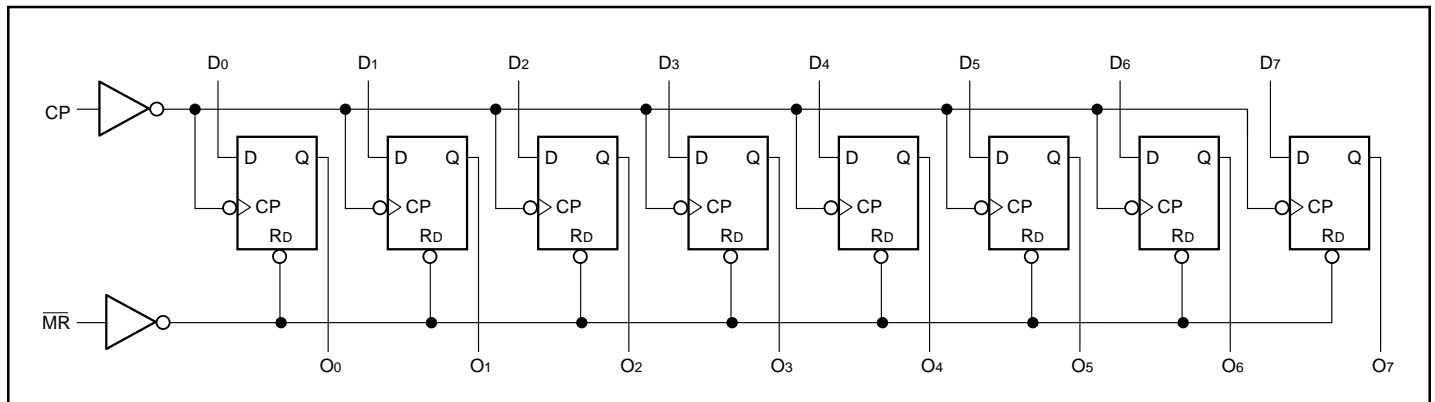 D0 D1 D2 D3 D4 D5 D6 D7
CP
D Q D Q D Q D Q D Q D Q D Q D Q
CP CP CP CP CP CP CP CP
RD RD RD RD RD RD RD RD
M̅R̅
O0 O1 O2 O3 O4 O5 O6 O7